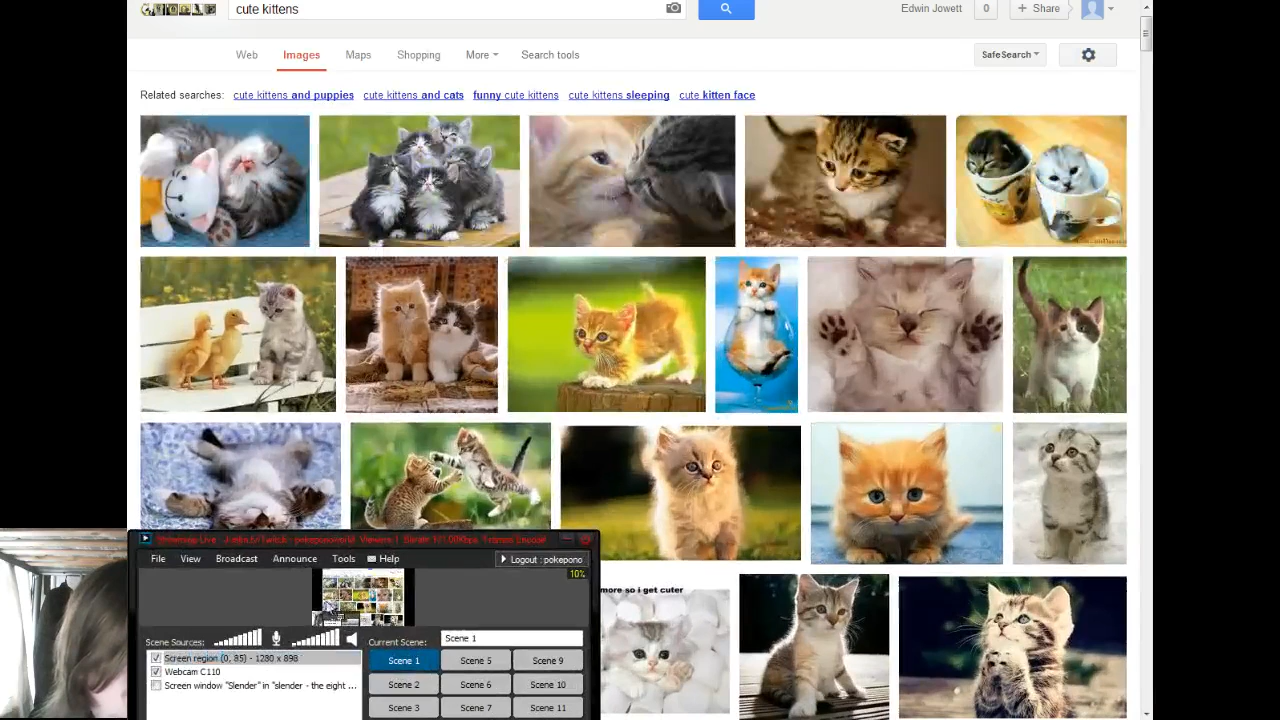 cute kittens
Edwin Jowett 0 + Share
Web Images Maps Shopping More Search tools SafeSearch
Related searches: cute kittens and puppies cute kittens and cats funny cute kittens cute kittens sleeping cute kitten face
more so i get cuter
File View Broadcast Announce Tools Help Logout : pokepono
10%
Scene Sources: Current Scene: Scene 1
Screen region (0, 85) - 1280 x 898
Webcam C110
Screen window "Slender" in "slender - the eight ...
Scene 1 Scene 5 Scene 9
Scene 2 Scene 6 Scene 10
Scene 3 Scene 7 Scene 11